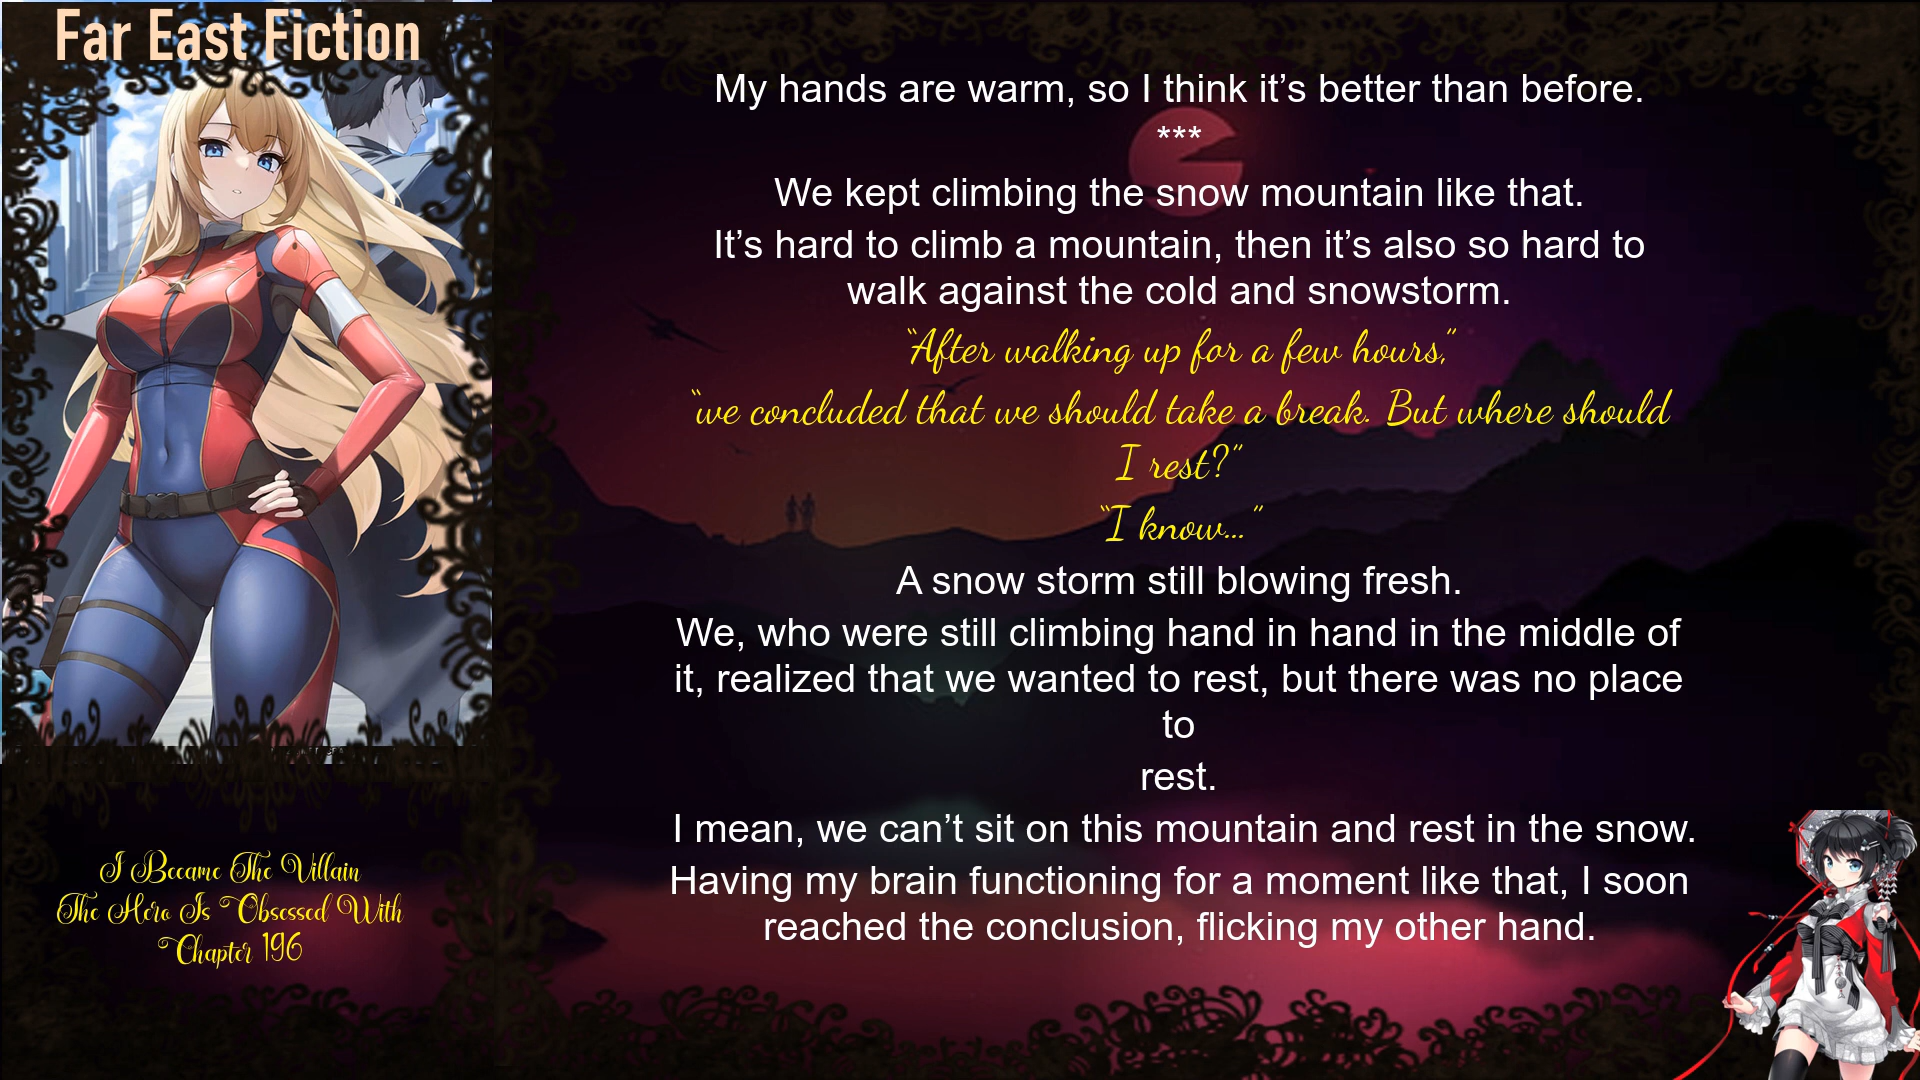 Far East Fiction
My hands are warm, so I think it’s better than before.
***
We kept climbing the snow mountain like that.
It’s hard to climb a mountain, then it’s also so hard to
walk against the cold and snowstorm.
“After walking up for a few hours,”
“we concluded that we should take a break. But where should
I rest?”
“I know…”
A snow storm still blowing fresh.
We, who were still climbing hand in hand in the middle of
it, realized that we wanted to rest, but there was no place
to
rest.
I mean, we can’t sit on this mountain and rest in the snow.
Having my brain functioning for a moment like that, I soon
reached the conclusion, flicking my other hand.
I Became The Villain
The Hero Is Obsessed With
Chapter 196